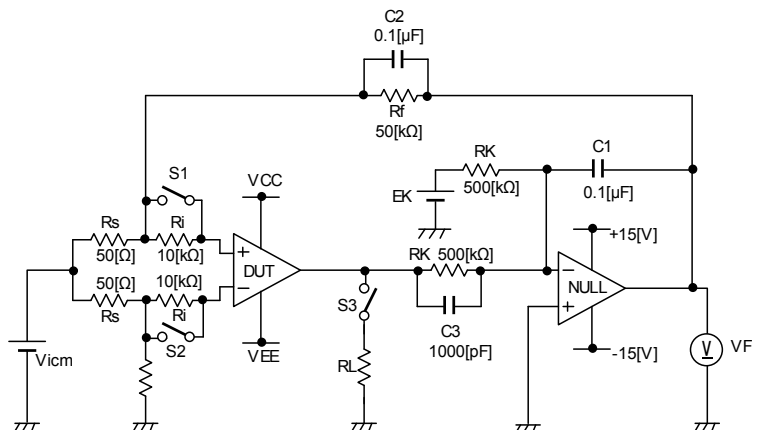 C2
0.1[μF]
Rf
50[kΩ]
S1
VCC
RK
500[kΩ]
C1
0.1[μF]
EK
Rs
50[Ω]
Ri
10[kΩ]
+15[V]
RK 500[kΩ]
DUT
NULL
50[Ω]
10[kΩ]
Rs
Ri
S3
C3
1000[pF]
Vicm
S2
VEE
RL
-15[V]
V
VF